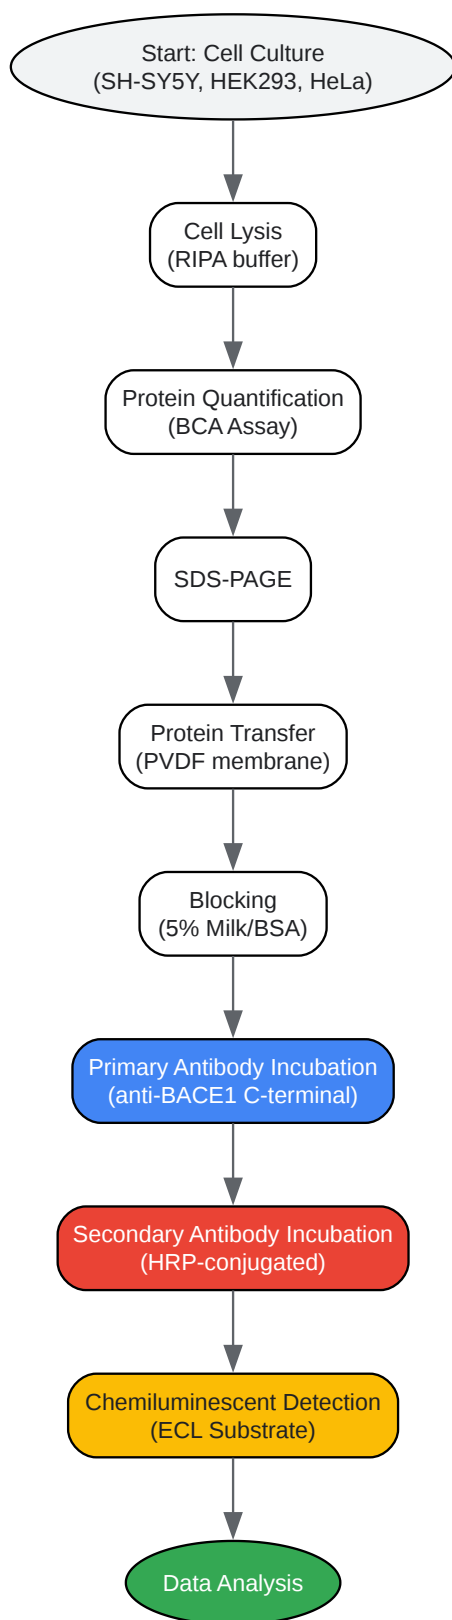 Start: Cell Culture
(SH-SY5Y, HEK293, HeLa)
Cell Lysis
(RIPA buffer)
Protein Quantification
(BCA Assay)
SDS-PAGE
Protein Transfer
(PVDF membrane)
Blocking
(5% Milk/BSA)
Primary Antibody Incubation
(anti-BACE1 C-terminal)
Secondary Antibody Incubation
(HRP-conjugated)
Chemiluminescent Detection
(ECL Substrate)
Data Analysis